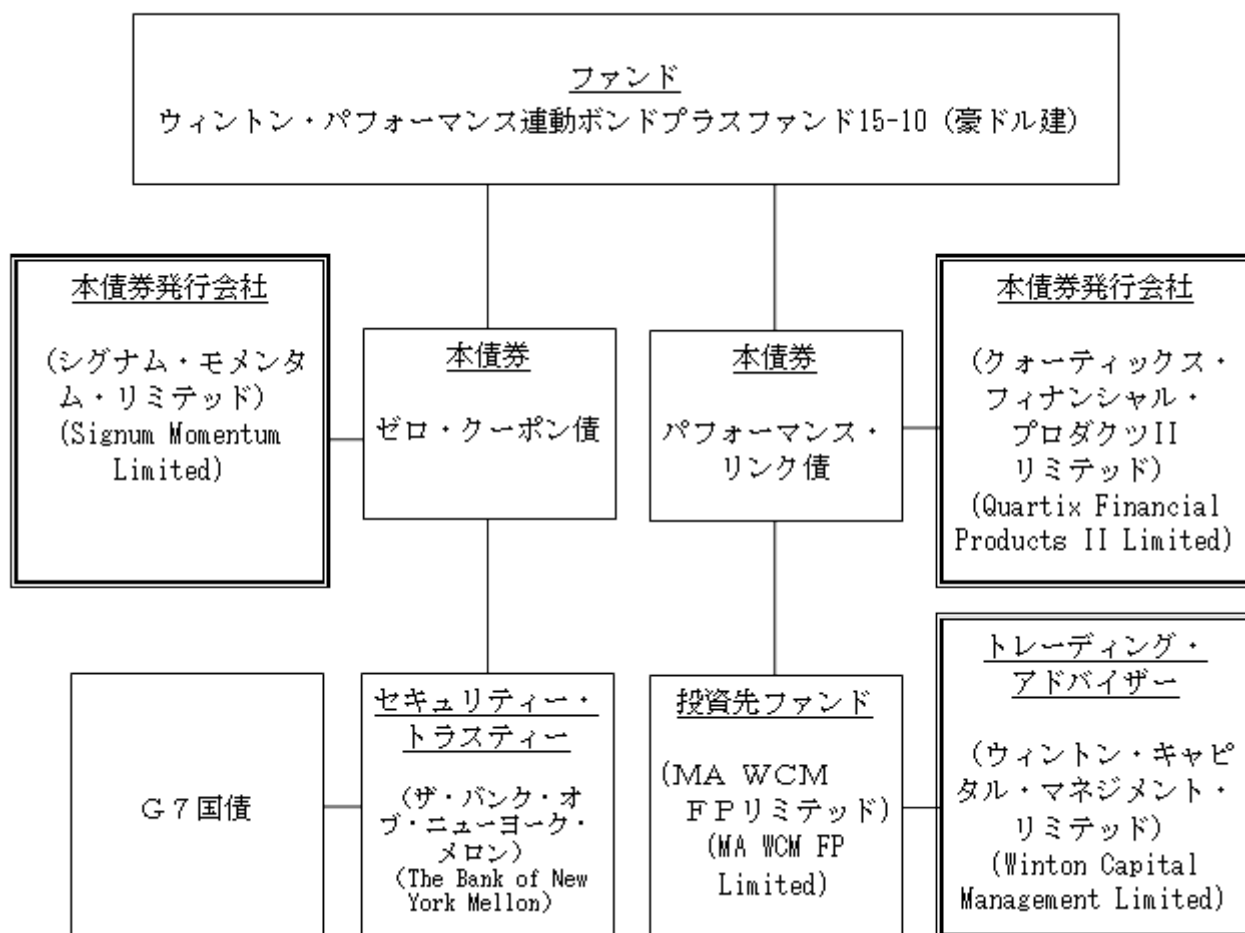 ファンド
ウィントン・パフォーマンス連動ボンドプラスファンド15-10 (豪ドル建)
本債券発行会社
(シグナム・モメンタ
ム・リミテッド)
(Signum Momentum
Limited)
本債券
ゼロ・クーポン債
本債券
パフォーマンス・
リンク債
本債券発行会社
(クォーティックス・
フィナンシャル・
プロダクツII
リミテッド)
(Quartix Financial
Products II Limited)
G7国債
セキュリティー・
トラスティー
(ザ・バンク・オ
ブ・ニューヨーク・
メロン)
(The Bank of New
York Mellon)
投資先ファンド
(MA WCM
FPリミテッド)
(MA WCM FP
Limited)
トレーディング・
アドバイザー
(ウィントン・キャピ
タル・マネジメント・
リミテッド)
(Winton Capital
Management Limited)